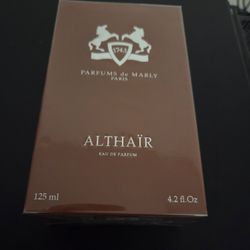 1743
PARFUMS de MARLY
PARIS
ALTHAÏR
EAU DE PARFUM
125 ml 4.2 fl.Oz